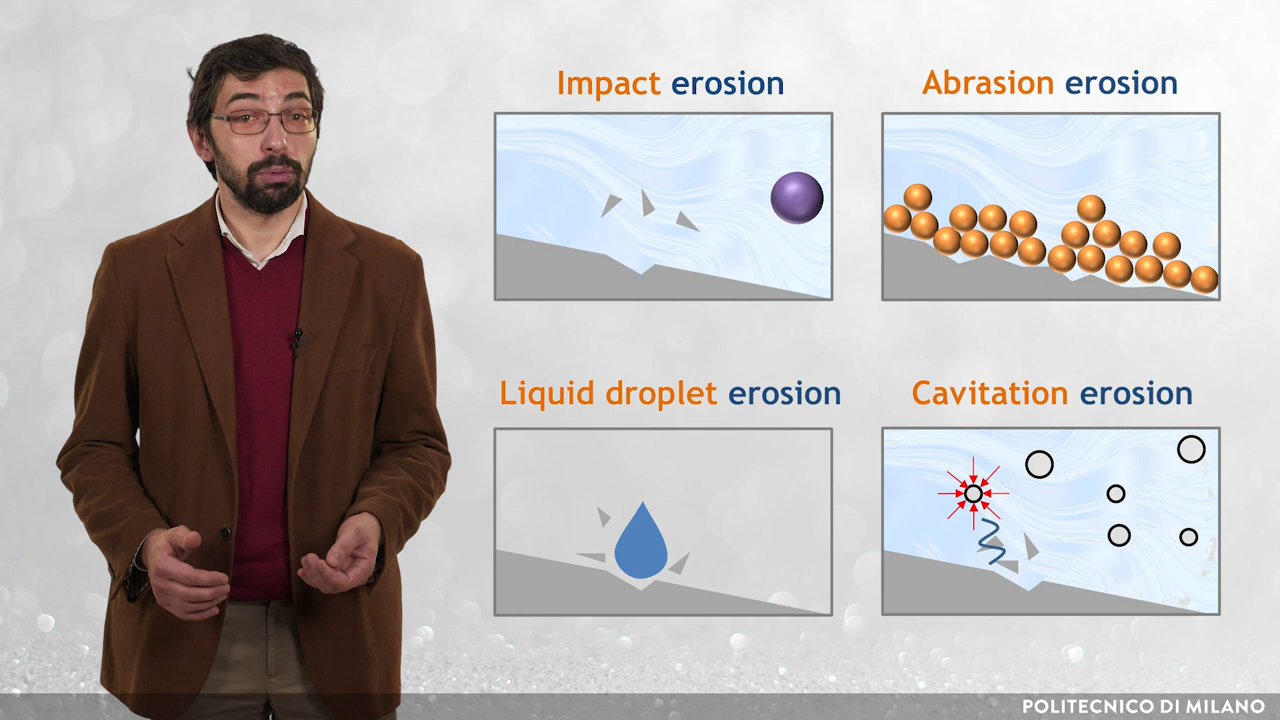 Impact erosion
Abrasion erosion
Liquid droplet erosion
Cavitation erosion
POLITECNICO DI MILANO